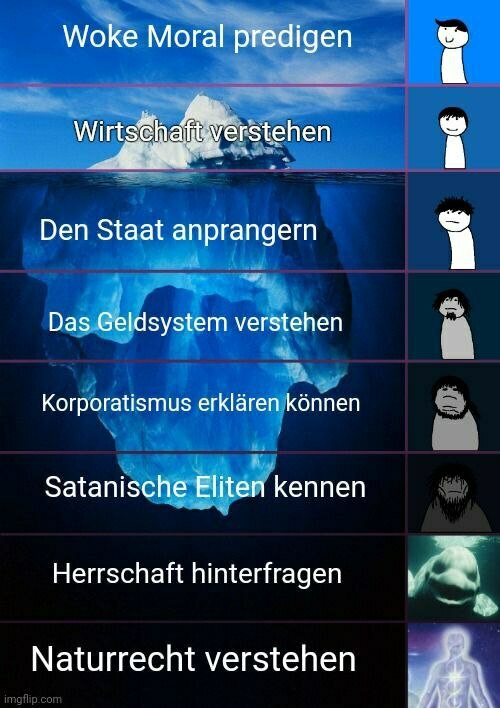 Woke Moral predigen
Wirtschaft verstehen
Den Staat anprangern
Das Geldsystem verstehen
Korporatismus erklären können
Satanische Eliten kennen
Herrschaft hinterfragen
Naturrecht verstehen
imgflip.com